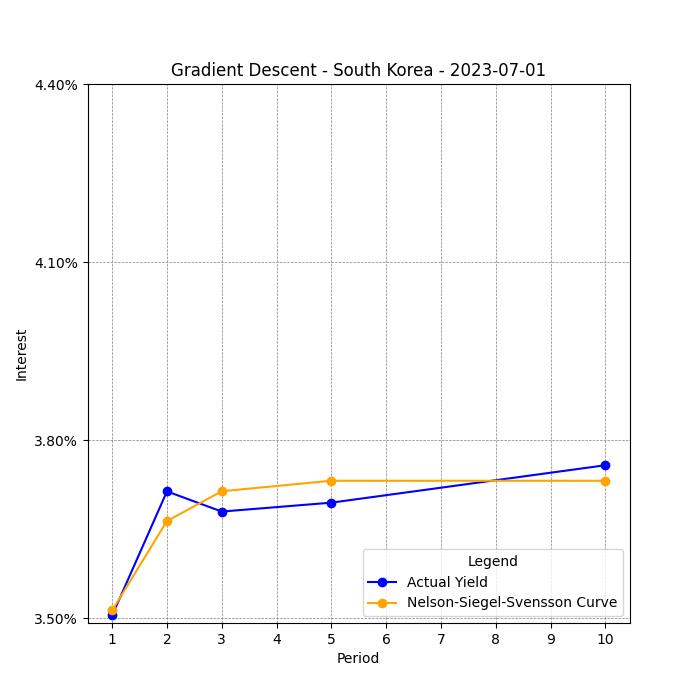 Gradient Descent - South Korea - 2023-07-01
4.40%
4.10%
3.80%
3.50%
Interest
1 2 3 4 5 6 7 8 9 10
Period
Legend
Actual Yield
Nelson-Siegel-Svensson Curve